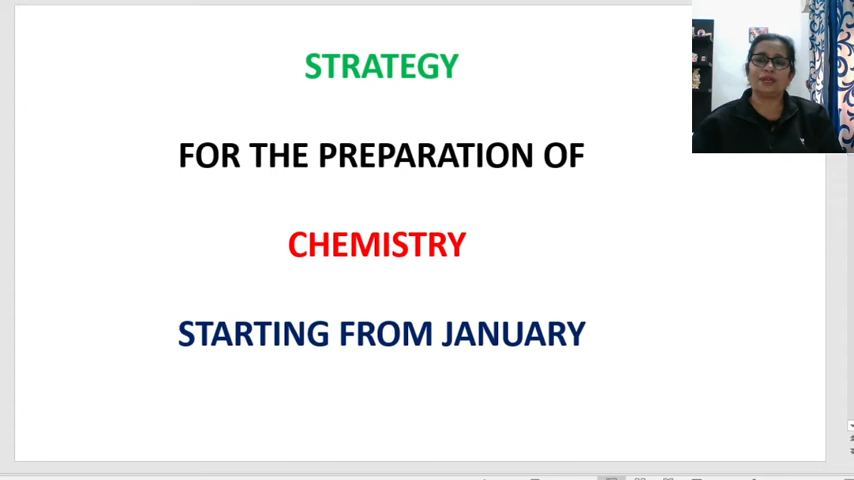 STRATEGY
FOR THE PREPARATION OF
CHEMISTRY
STARTING FROM JANUARY